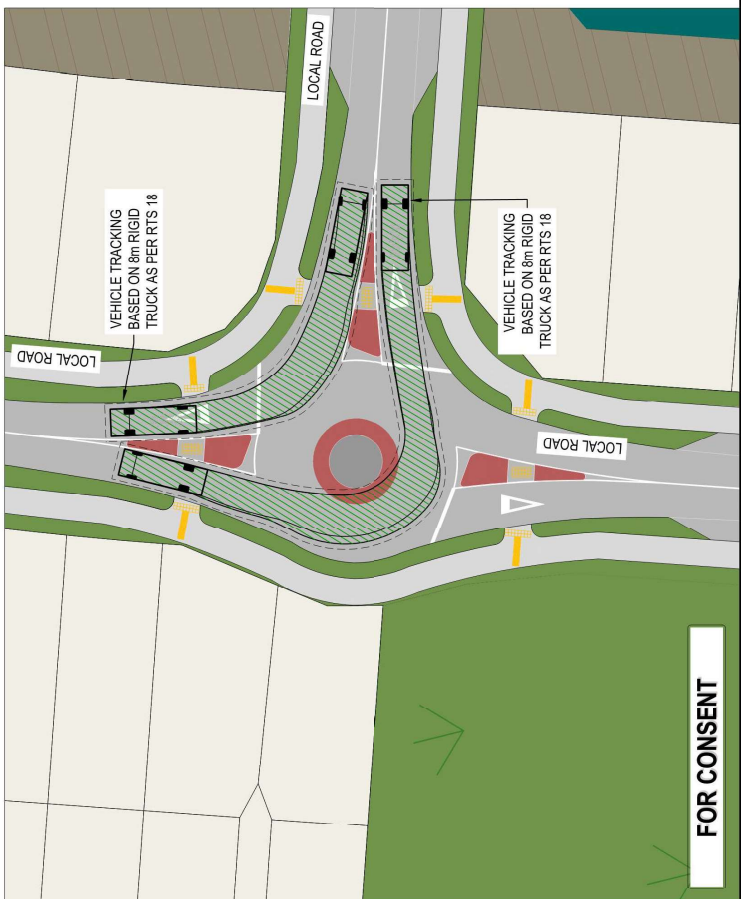 LOCAL ROAD
VEHICLE TRACKING
BASED ON 8m RIGID
TRUCK AS PER RTS 18
VEHICLE TRACKING
BASED ON 8m RIGID
TRUCK AS PER RTS 18
LOCAL ROAD
LOCAL ROAD
FOR CONSENT